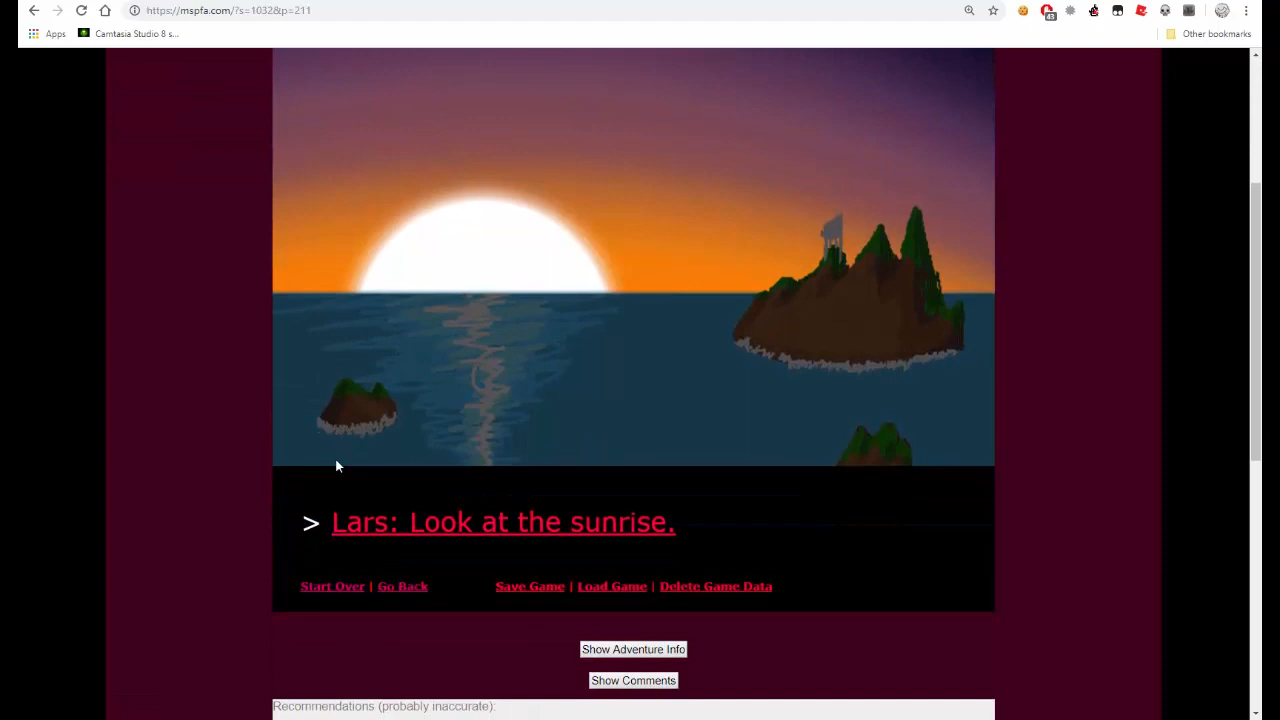 https://mspfa.com/?s=1032&p=211
43
Apps
Camtasia Studio 8 s...
Other bookmarks
> Lars: Look at the sunrise.
Start Over | Go Back Save Game | Load Game | Delete Game Data
Show Adventure Info
Show Comments
Recommendations (probably inaccurate):